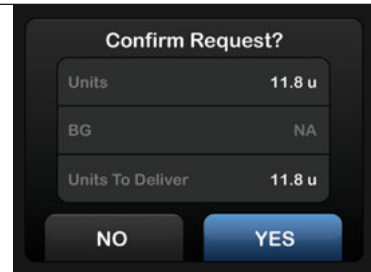 Confirm Request?
Units 11.8 u
BG NA
Units To Deliver 11.8 u
NO YES